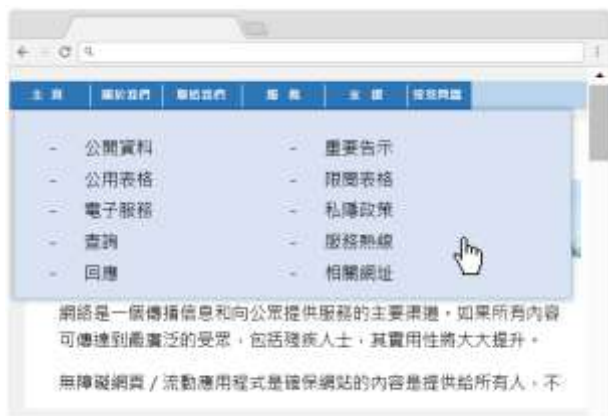 主 頁 關於我們 聯絡我們 服 務 支 援 常見問題
- 公開資料 - 重要告示
- 公用表格 - 限閱表格
- 電子服務 - 私隱政策
- 查詢 - 服務熱線
- 回應 - 相關網址
網絡是一個傳播信息和向公眾提供服務的主要渠道,如果所有內容
可傳達到最廣泛的受眾,包括殘疾人士,其實用性將大大提升。
無障礙網頁 / 流動應用程式是確保網站的內容是提供給所有人,不